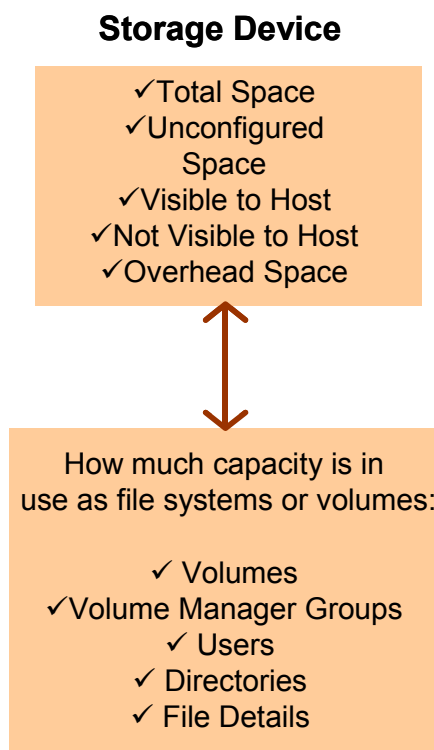 Storage Device
✓Total Space
✓Unconfigured
Space
✓Visible to Host
✓Not Visible to Host
✓Overhead Space
How much capacity is in
use as file systems or volumes:
✓ Volumes
✓Volume Manager Groups
✓ Users
✓ Directories
✓ File Details